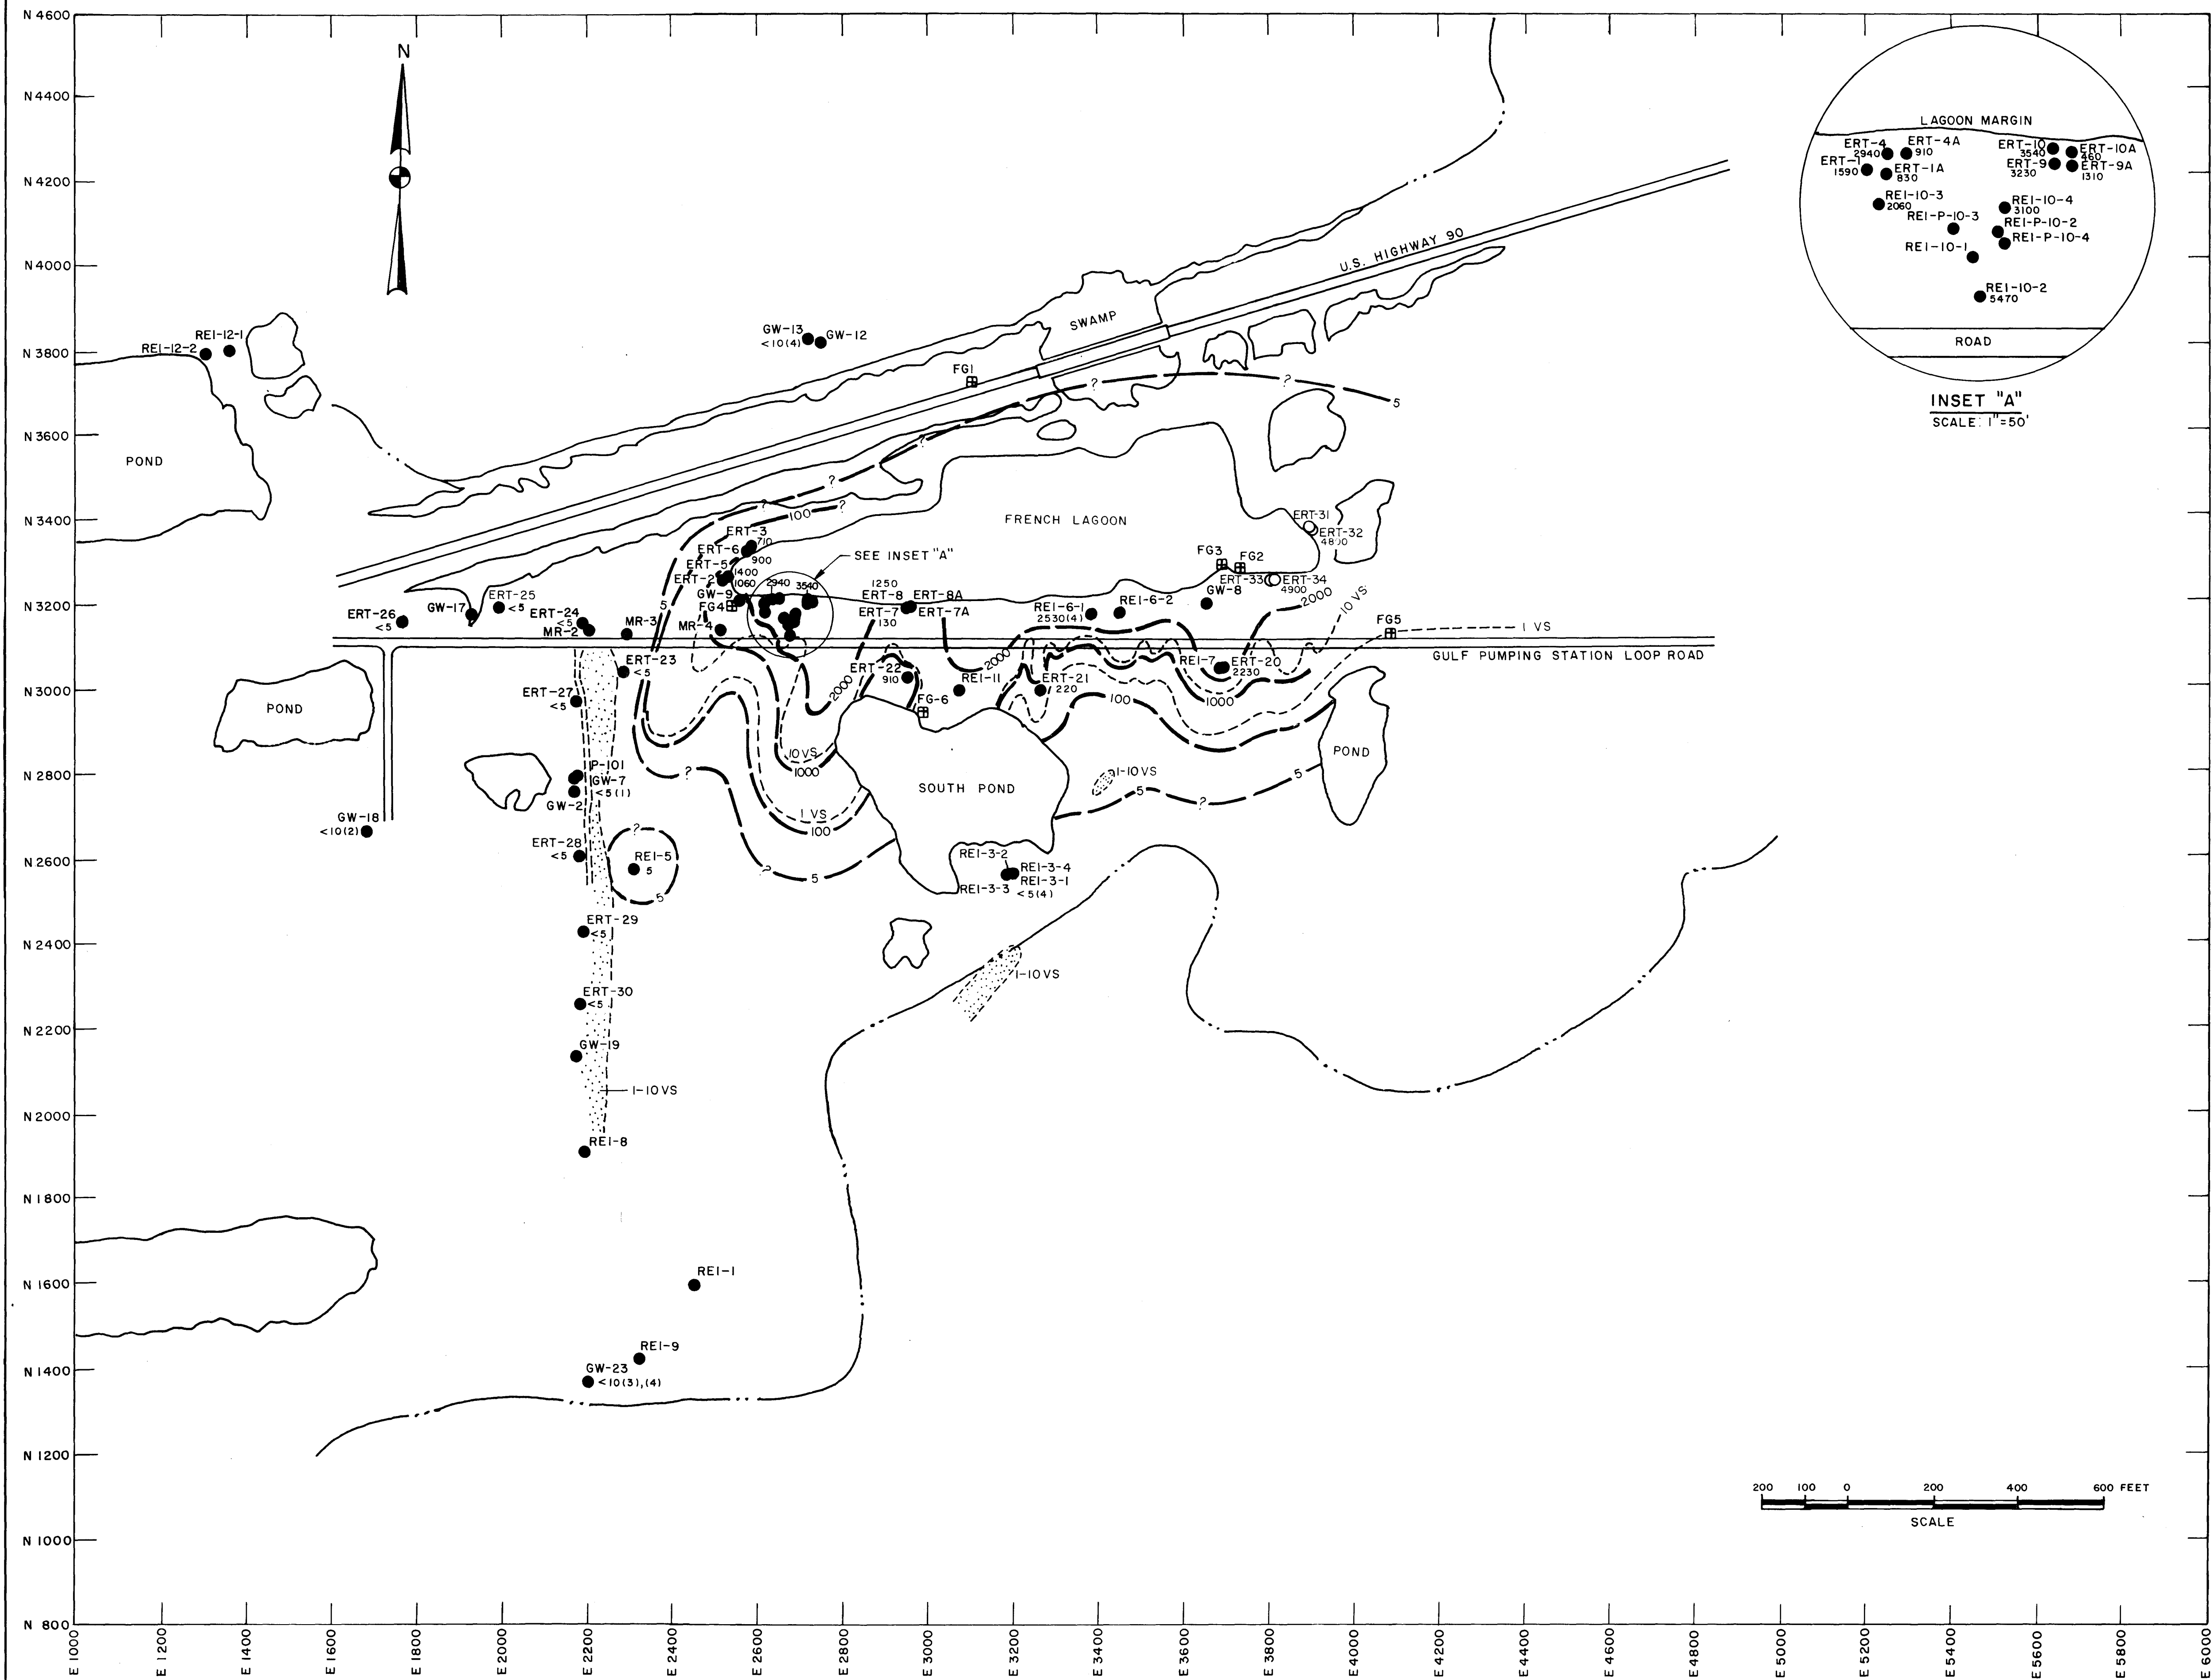 N 4600
N
N 4400
LAGOON MARGIN
ERT-4
2940
ERT-4A
910
ERT-1
1590
ERT-1A
830
ERT-10
3540
ERT-10A
460
ERT-9
3230
ERT-9A
1310
REI-10-3
2060
REI-10-4
3100
REI-P-10-3
REI-P-10-2
REI-P-10-4
REI-10-1
REI-10-2
5470
ROAD
INSET "A"
SCALE: 1"=50'
N 4200
N 4000
U.S. HIGHWAY 90
SWAMP
REI-12-1
REI-12-2
GW-13
<10(4)
GW-12
N 3800
FG1
?
?
5
N 3600
?
POND
?
?
?
100
N 3400
FRENCH LAGOON
ERT-31
ERT-32
4800
ERT-3
710
ERT-6
900
SEE INSET "A"
ERT-5
1400
ERT-2
1060
2940
3540
1250
ERT-8
ERT-8A
FG3
FG2
ERT-33
ERT-34
4900
N 3200
ERT-26
<5
GW-17
ERT-25
<5
ERT-24
<5
MR-2
MR-3
5
GW-9
FG4
MR-4
ERT-7
130
ERT-7A
REI-6-1
2530(4)
REI-6-2
GW-8
2000
10 VS
FG5
1 VS
GULF PUMPING STATION LOOP ROAD
ERT-23
<5
2000
ERT-22
910
REI-11
2000
ERT-21
220
REI-7
ERT-20
2230
N 3000
ERT-27
<5
FG-6
100
1000
POND
10 VS
1000
POND
N 2800
P-101
GW-7
<5(1)
GW-2
?
SOUTH POND
1-10 VS
5
?
5
GW-18
<10(2)
1 VS
100
N 2600
ERT-28
<5
?
REI-5
5
5
?
5
REI-3-2
REI-3-4
REI-3-1
<5(4)
REI-3-3
N 2400
ERT-29
<5
1-10 VS
N 2200
ERT-30
<5
GW-19
N 2000
1-10 VS
REI-8
N 1800
N 1600
REI-1
REI-9
N 1400
GW-23
<10(3),(4)
N 1200
200 100 0 200 400 600 FEET
SCALE
N 1000
N 800
E 1000 E 1200 E 1400 E 1600 E 1800 E 2000 E 2200 E 2400 E 2600 E 2800 E 3000 E 3200 E 3400 E 3600 E 3800 E 4000 E 4200 E 4400 E 4600 E 4800 E 5000 E 5200 E 5400 E 5600 E 5800 E 6000